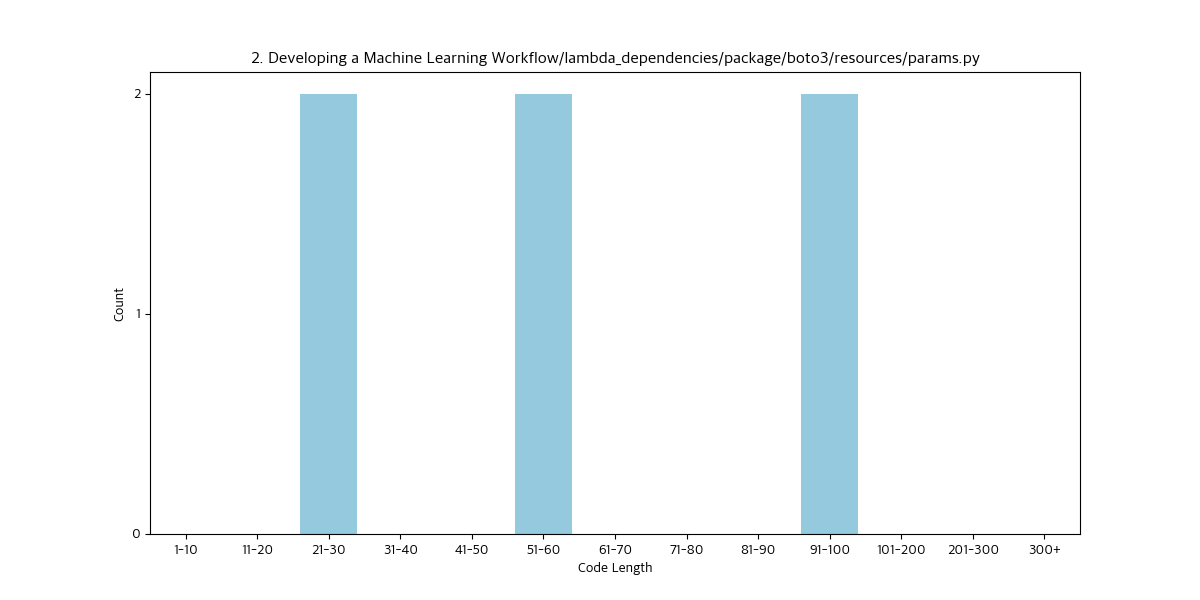 2. Developing a Machine Learning Workflow/lambda_dependencies/package/boto3/resources/params.py
2
1
0
Count
1-10 11-20 21-30 31-40 41-50 51-60 61-70 71-80 81-90 91-100 101-200 201-300 300+
Code Length